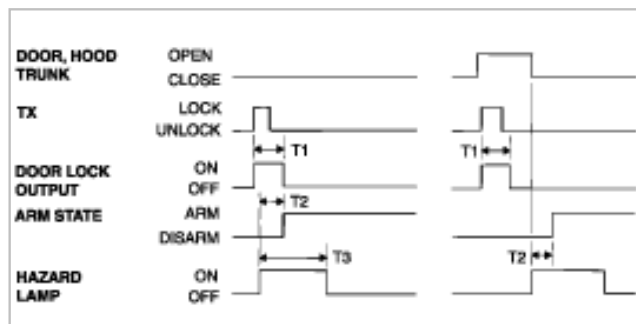 DOOR, HOOD TRUNK
OPEN
CLOSE
TX
LOCK
UNLOCK
T1
T1
DOOR LOCK OUTPUT
ON
OFF
T2
ARM STATE
ARM
DISARM
T3
T2
HAZARD LAMP
ON
OFF